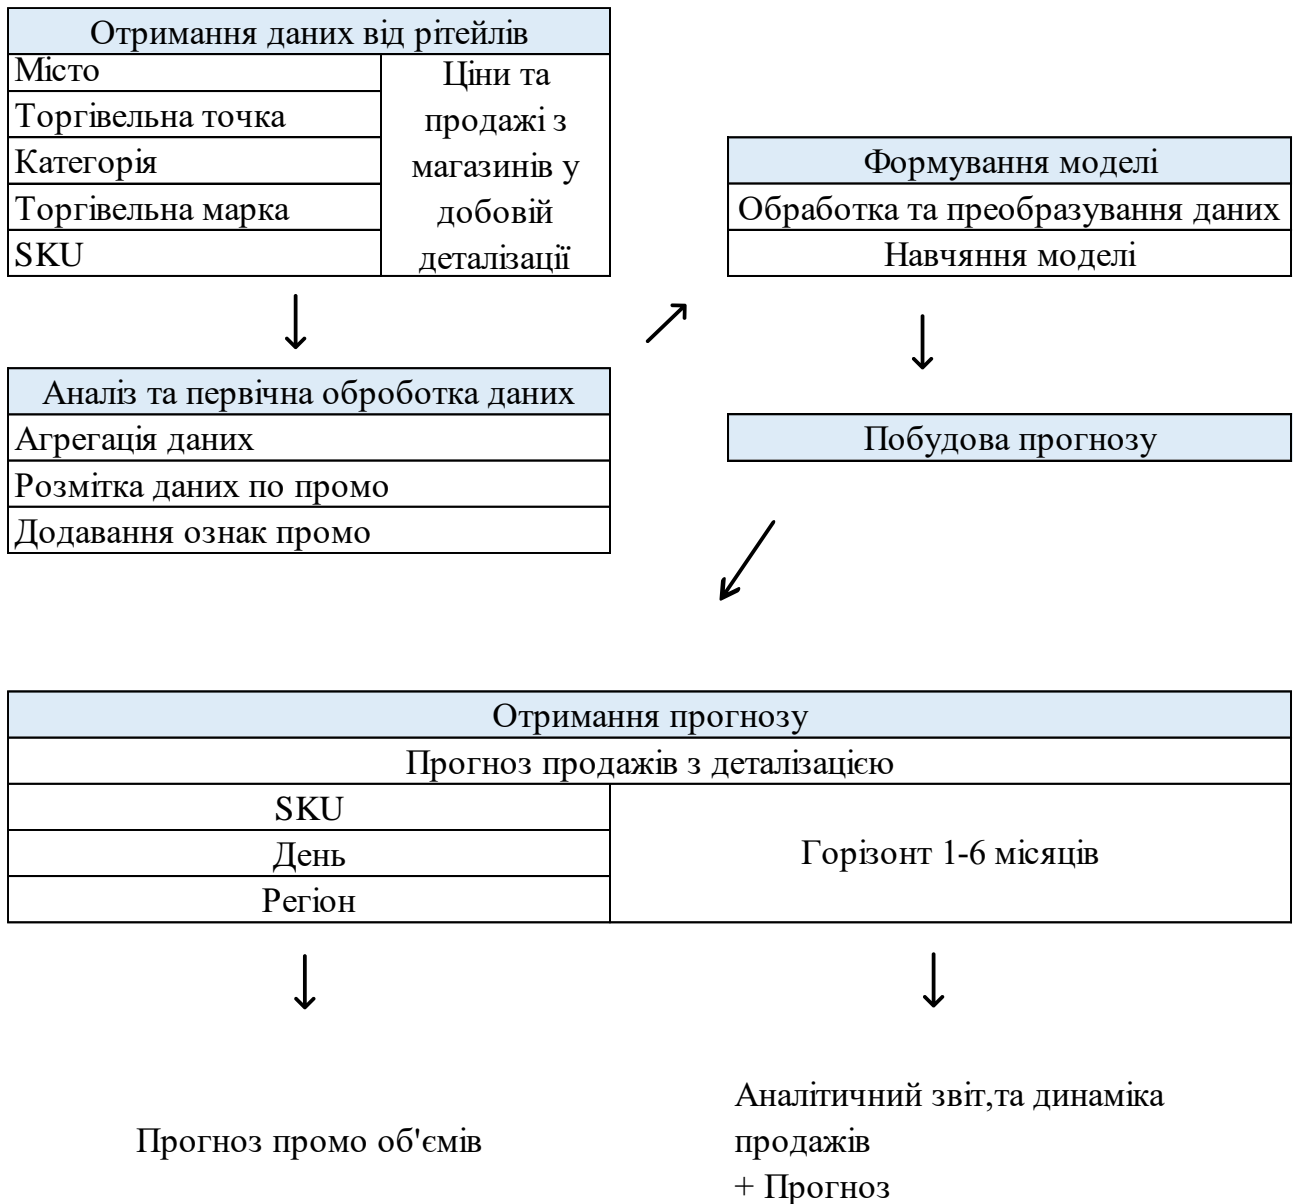 Отримання даних від рітейлів
Місто
Торгівельна точка
Категорія
Торгівельна марка
SKU
Ціни та
продажі з
магазинів у
добовій
деталізації
Аналіз та первічна оброботка даних
Агрегація даних
Розмітка даних по промо
Додавання ознак промо
Формування моделі
Обработка та преобразування даних
Навчяння моделі
Побудова прогнозу
Отримання прогнозу
Прогноз продажів з деталізацією
SKU
День
Регіон
Горізонт 1-6 місяців
Прогноз промо об'ємів
Аналітичний звіт,та динаміка
продажів
+ Прогноз